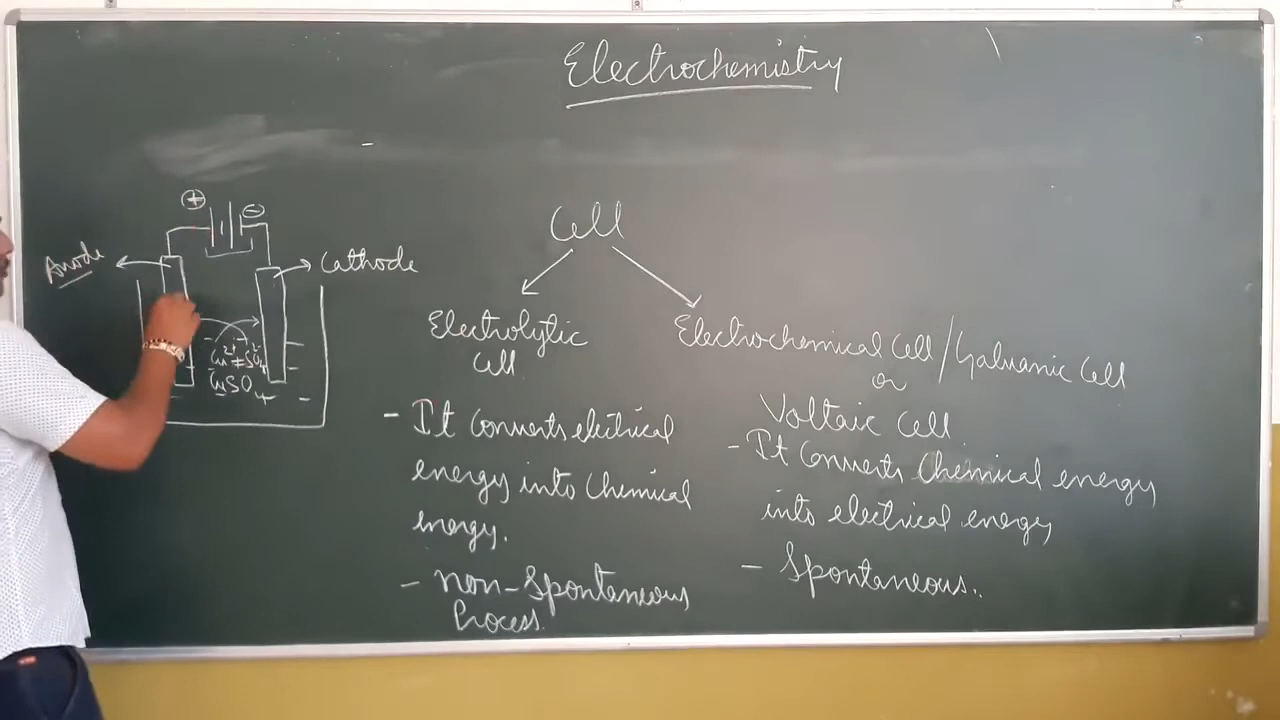 Electrochemistry
⊕ ⊖
Anode
Cathode
Cu²⁺ + SO₄²⁻
CuSO₄
Cell
Electrolytic
Cell
- It Converts electrical
energy into Chemical
energy.
- non-Spontaneous
Process.
Electrochemical Cell/Galvanic Cell
or
Voltaic Cell.
- It Converts Chemical energy
into electrical energy
- Spontaneous..